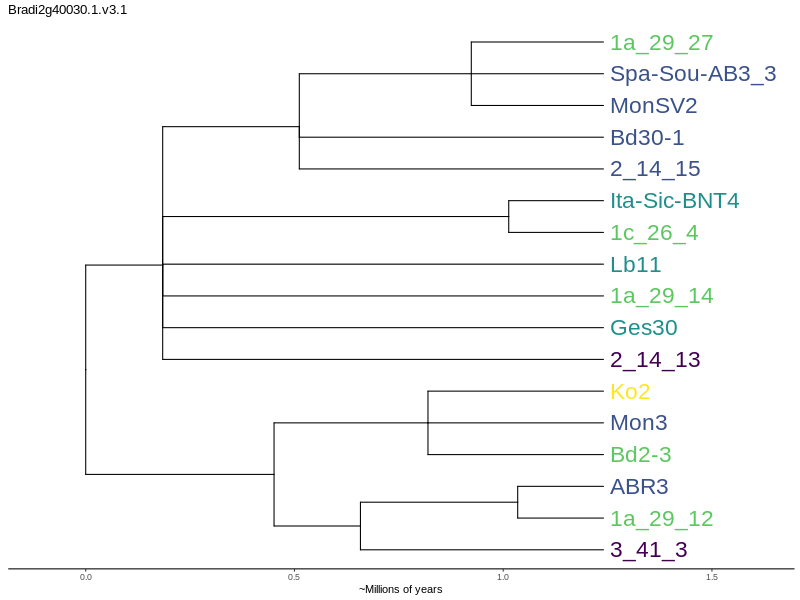 Bradi2g40030.1.v3.1
1a_29_27
Spa-Sou-AB3_3
MonSV2
Bd30-1
2_14_15
Ita-Sic-BNT4
1c_26_4
Lb11
1a_29_14
Ges30
2_14_13
Ko2
Mon3
Bd2-3
ABR3
1a_29_12
3_41_3
0.0 0.5 1.0 1.5
~Millions of years